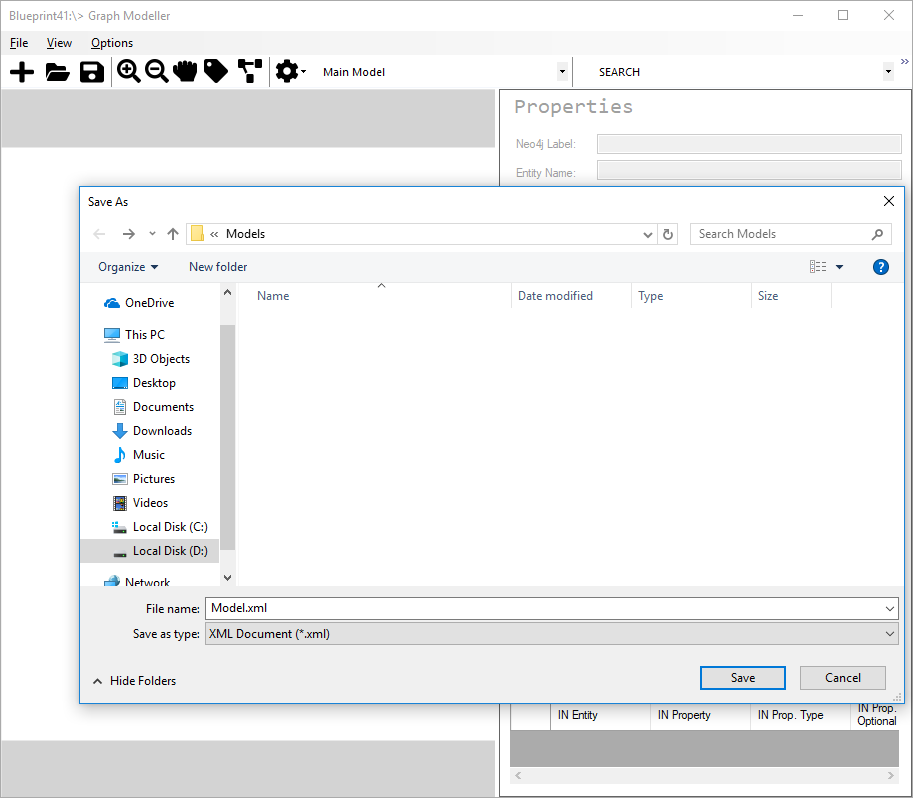 Blueprint41:\> Graph Modeller
File View Options
Main Model SEARCH
Properties
Neo4j Label:
Entity Name:
Save As
« Models Search Models
Organize New folder
Name Date modified Type Size
OneDrive
This PC
3D Objects
Desktop
Documents
Downloads
Music
Pictures
Videos
Local Disk (C:)
Local Disk (D:)
Network
File name: Model.xml
Save as type: XML Document (*.xml)
Hide Folders Save Cancel
IN Entity IN Property IN Prop. Type IN Prop.
Optional